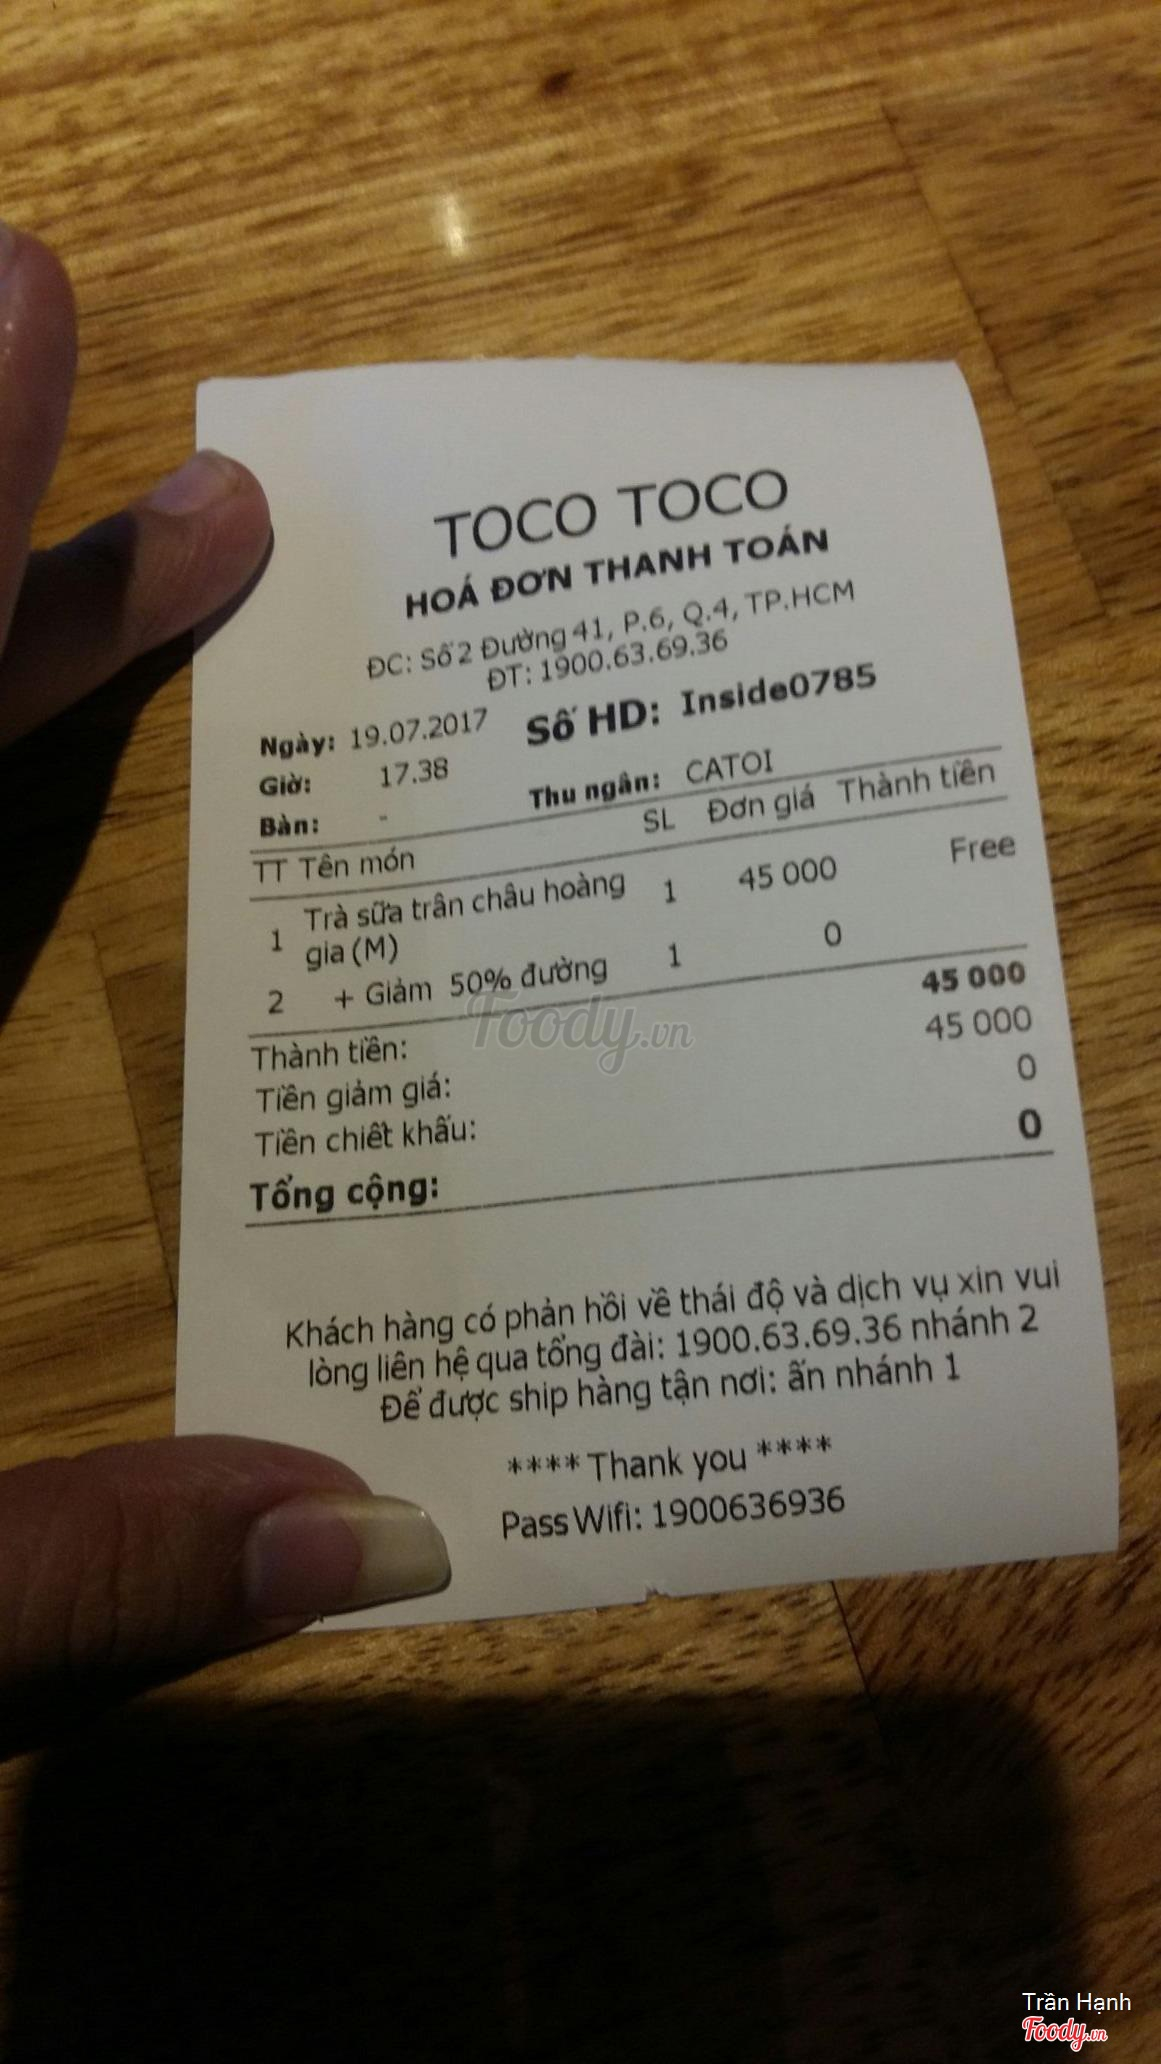 TOCO TOCO
HOÁ ĐƠN THANH TOÁN
ĐC: Số 2 Đường 41, P.6, Q.4, TP.HCM
ĐT: 1900.63.69.36
Ngày: 19.07.2017 Số HD: Inside0785
Giờ: 17.38
Bàn: - Thu ngân: CATOI
TT Tên món SL Đơn giá Thành tiền
1 Trà sữa trân châu hoàng 1 45 000 Free
gia (M)
2 + Giảm 50% đường 1 0
Thành tiền: 45 000
Tiền giảm giá: 45 000
Tiền chiết khấu: 0
Tổng cộng: 0
Khách hàng có phản hồi về thái độ và dịch vụ xin vui
lòng liên hệ qua tổng đài: 1900.63.69.36 nhánh 2
Để được ship hàng tận nơi: ấn nhánh 1
**** Thank you ****
Pass Wifi: 1900636936
Foody.vn
Trần Hạnh
Foody.vn